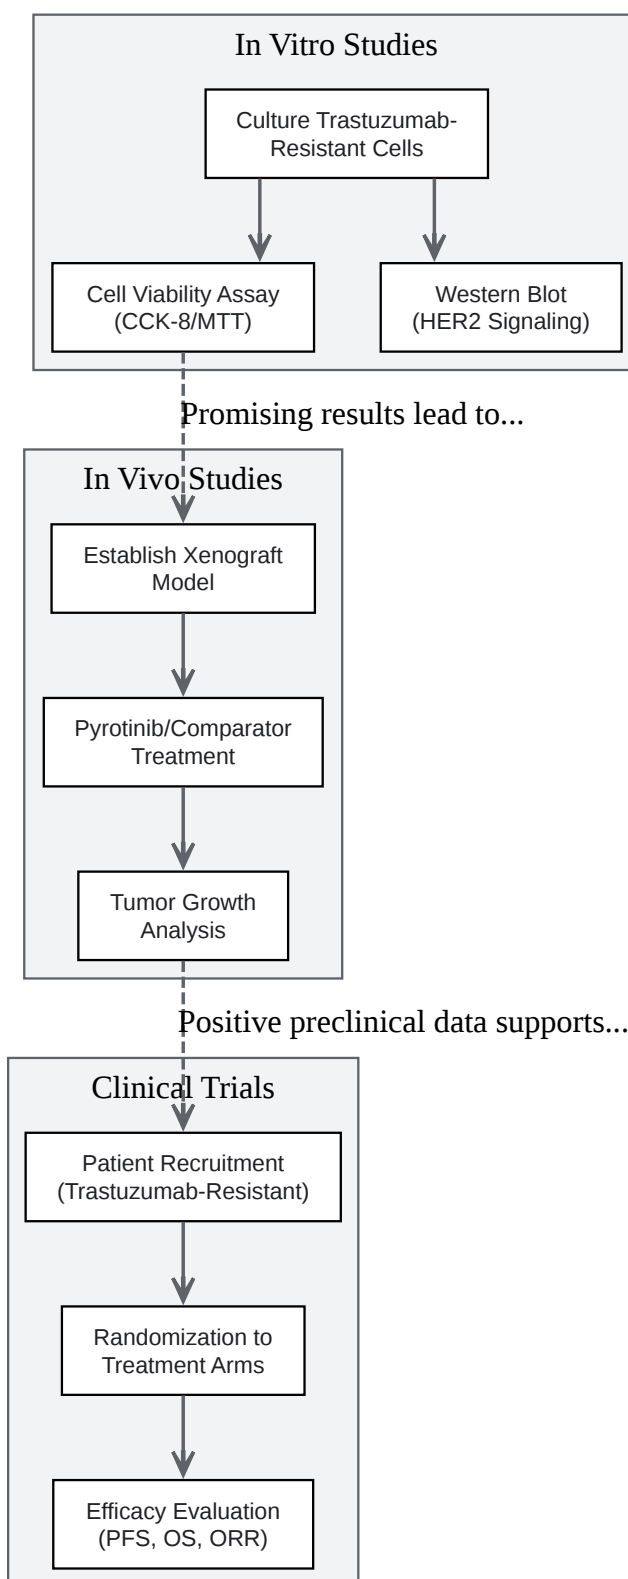 In Vitro Studies
Culture Trastuzumab-
Resistant Cells
Cell Viability Assay
(CCK-8/MTT)
Western Blot
(HER2 Signaling)
Promising results lead to...
In Vivo Studies
Establish Xenograft
Model
Pyrotinib/Comparator
Treatment
Tumor Growth
Analysis
Positive preclinical data supports...
Clinical Trials
Patient Recruitment
(Trastuzumab-Resistant)
Randomization to
Treatment Arms
Efficacy Evaluation
(PFS, OS, ORR)